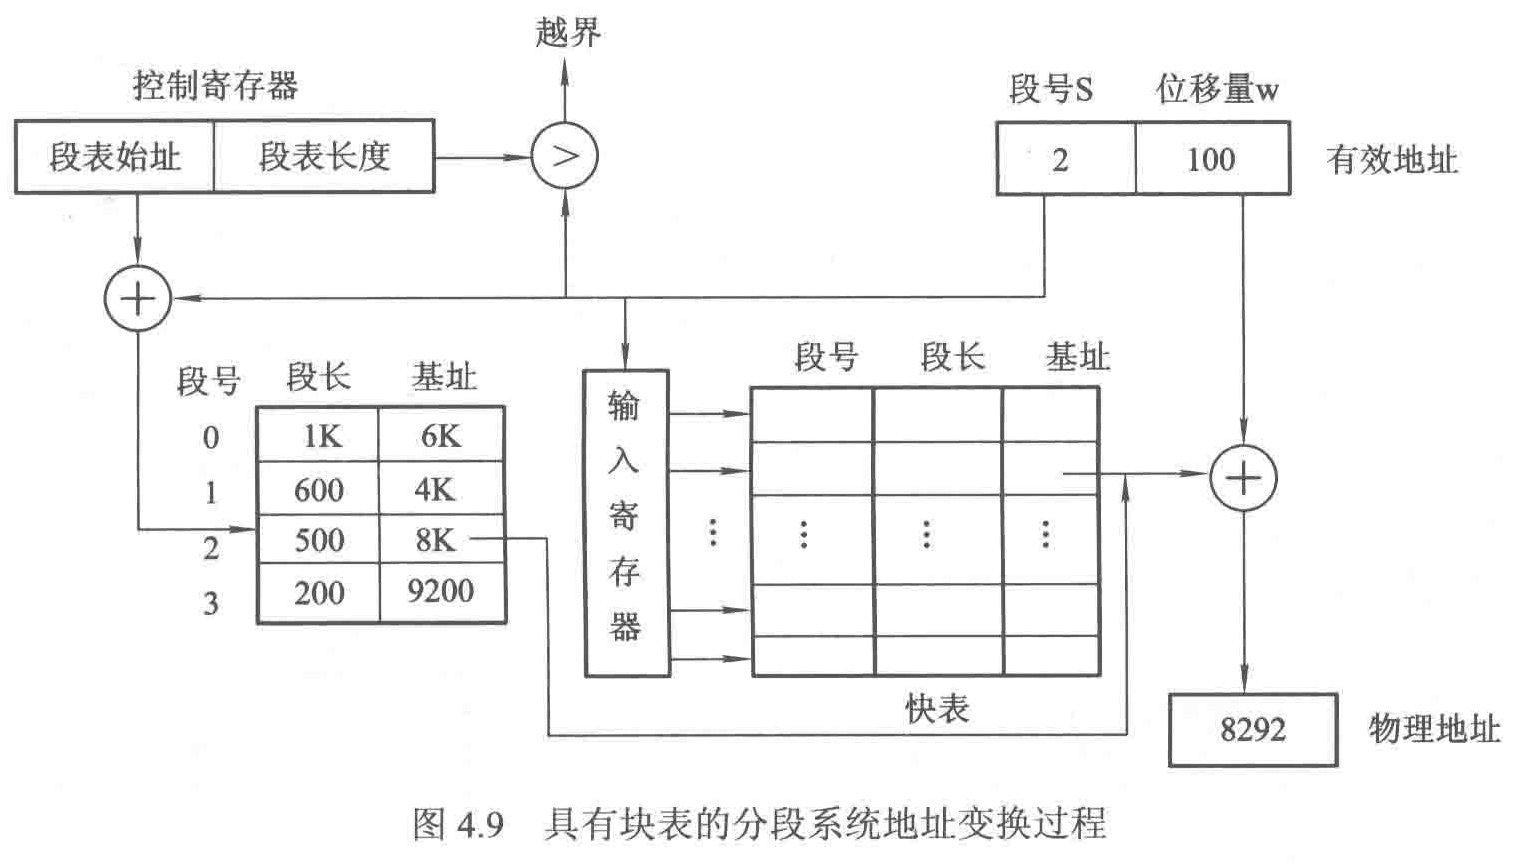 越界
控制寄存器
段表始址 段表长度
>
段号S 位移量w
2 100
有效地址
+
段号 段长 基址
0 1K 6K
1 600 4K
2 500 8K
3 200 9200
输入寄存器
段号 段长 基址
⋮ ⋮ ⋮ ⋮
快表
+
8292
物理地址
图 4.9 具有块表的分段系统地址变换过程